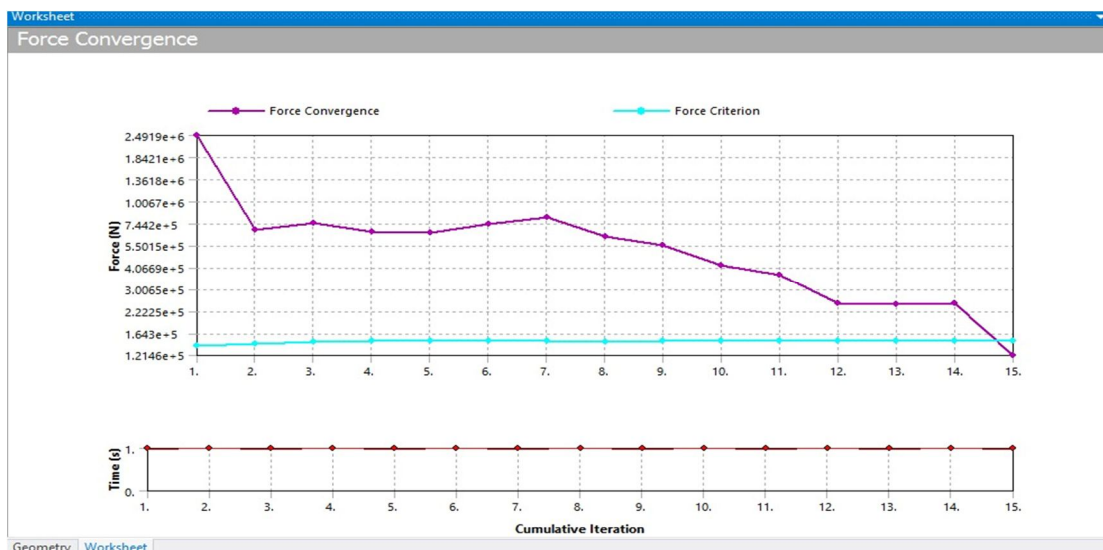 Worksheet
Force Convergence
Force Convergence Force Criterion
2.4919e+6
1.8421e+6
1.3618e+6
1.0067e+6
7.442e+5
5.5015e+5
4.0669e+5
3.0065e+5
2.2225e+5
1.643e+5
1.2146e+5
Force (N)
1. 2. 3. 4. 5. 6. 7. 8. 9. 10. 11. 12. 13. 14. 15.
1.
0.
Time (s)
1. 2. 3. 4. 5. 6. 7. 8. 9. 10. 11. 12. 13. 14. 15.
Cumulative Iteration
Geometry Worksheet